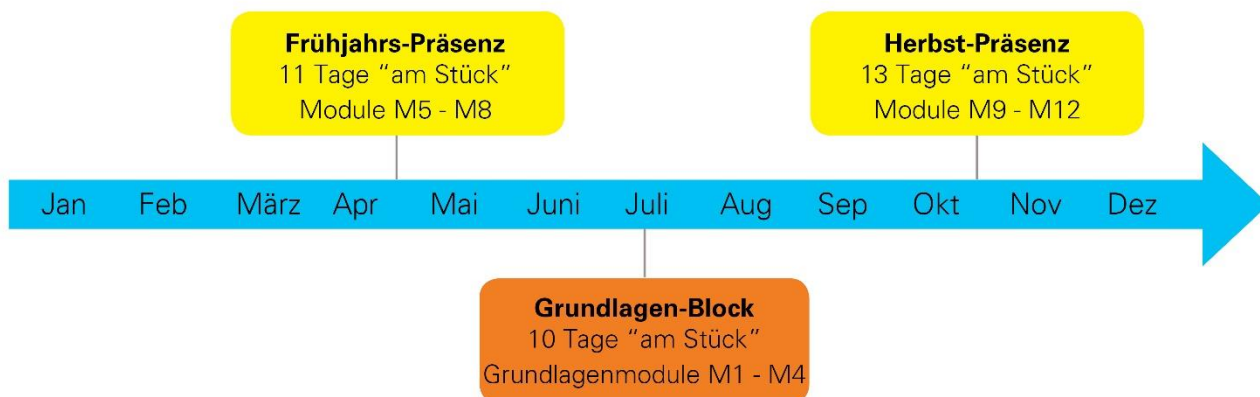 Frühjahrs-Präsenz
11 Tage “am Stück”
Module M5 - M8
Herbst-Präsenz
13 Tage “am Stück”
Module M9 - M12
Jan Feb März Apr Mai Juni Juli Aug Sep Okt Nov Dez
Grundlagen-Block
10 Tage “am Stück”
Grundlagenmodule M1 - M4